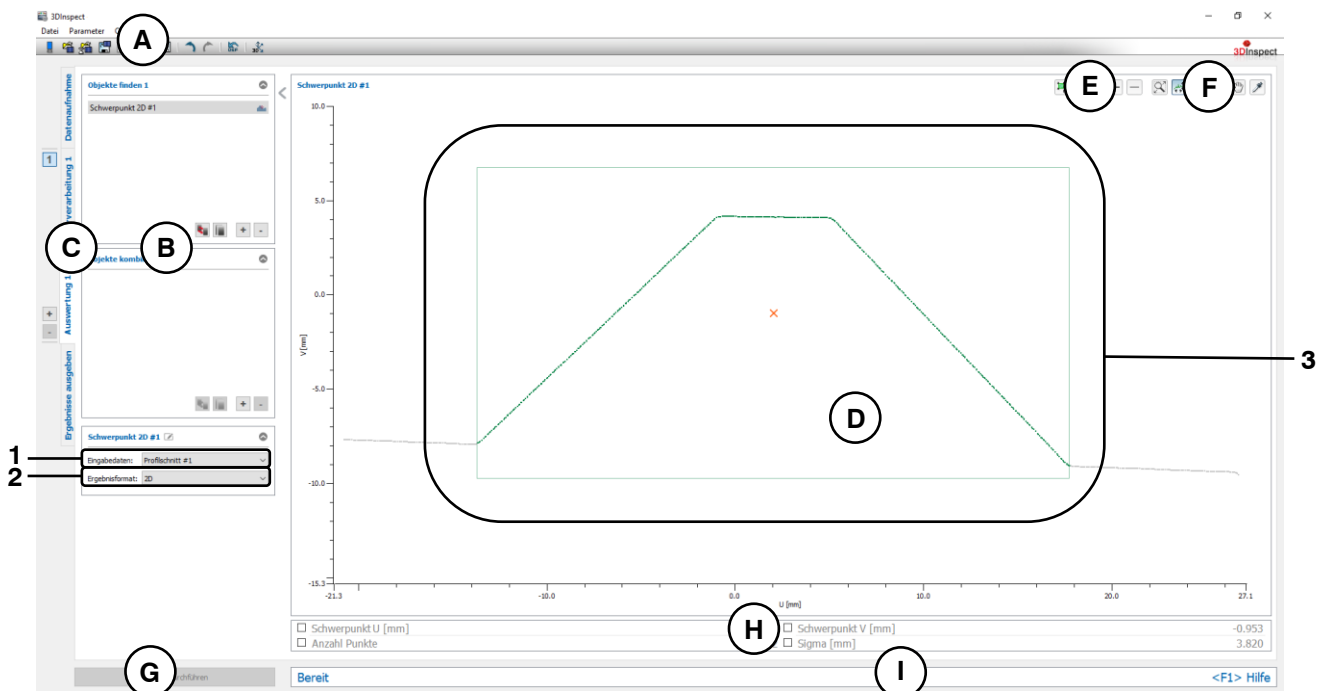 3DInspect
Datei Parameter
A
3DInspect
Datenaufnahme
Objekte finden 1
Schwerpunkt 2D #1
+ -
1
C
B
Auswertung 1
+
-
+ -
Ergebnisse ausgeben
Schwerpunkt 2D #1
1
Eingabedaten: Profilschnitt #1
2
Ergebnisformat: 2D
G
Schwerpunkt 2D #1
E
F
10.0
5.0
0.0
-5.0
-10.0
-15.3
V [mm]
D
3
-21.3 -10.0 0.0 10.0 20.0 27.1
U [mm]
Schwerpunkt U [mm]
H
Schwerpunkt V [mm] -0.953
Anzahl Punkte
Sigma [mm] 3.820
Bereit
I
<F1> Hilfe